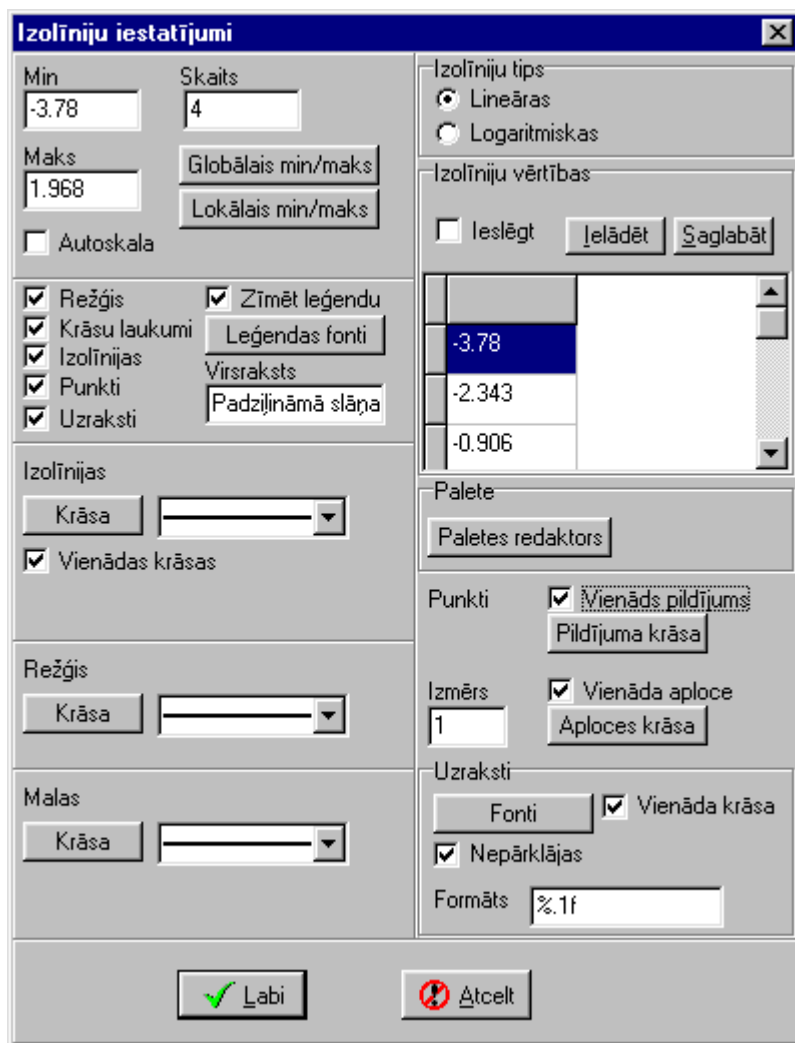 Izolīniju iestatījumi
Min
Skaits
-3.78
4
Maks
1.968
Globālais min/maks
Lokālais min/maks
Autoskala
Režģis
Krāsu laukumi
Izolīnijas
Punkti
Uzraksti
Zīmēt leģendu
Leģendas fonti
Virsraksts
Padziļināmā slāņa
Izolīnijas
Krāsa
Vienādas krāsas
Režģis
Krāsa
Malas
Krāsa
Izolīniju tips
Lineāras
Logaritmiskas
Izolīniju vērtības
Ieslēgt
Ielādēt
Saglabāt
-3.78
-2.343
-0.906
Palete
Paletes redaktors
Punkti
Vienāds pildījums
Pildījuma krāsa
Izmērs
1
Vienāda aploce
Aploces krāsa
Uzraksti
Fonti
Vienāda krāsa
Nepārklājas
Formāts
%.1f
Labi
Atcelt